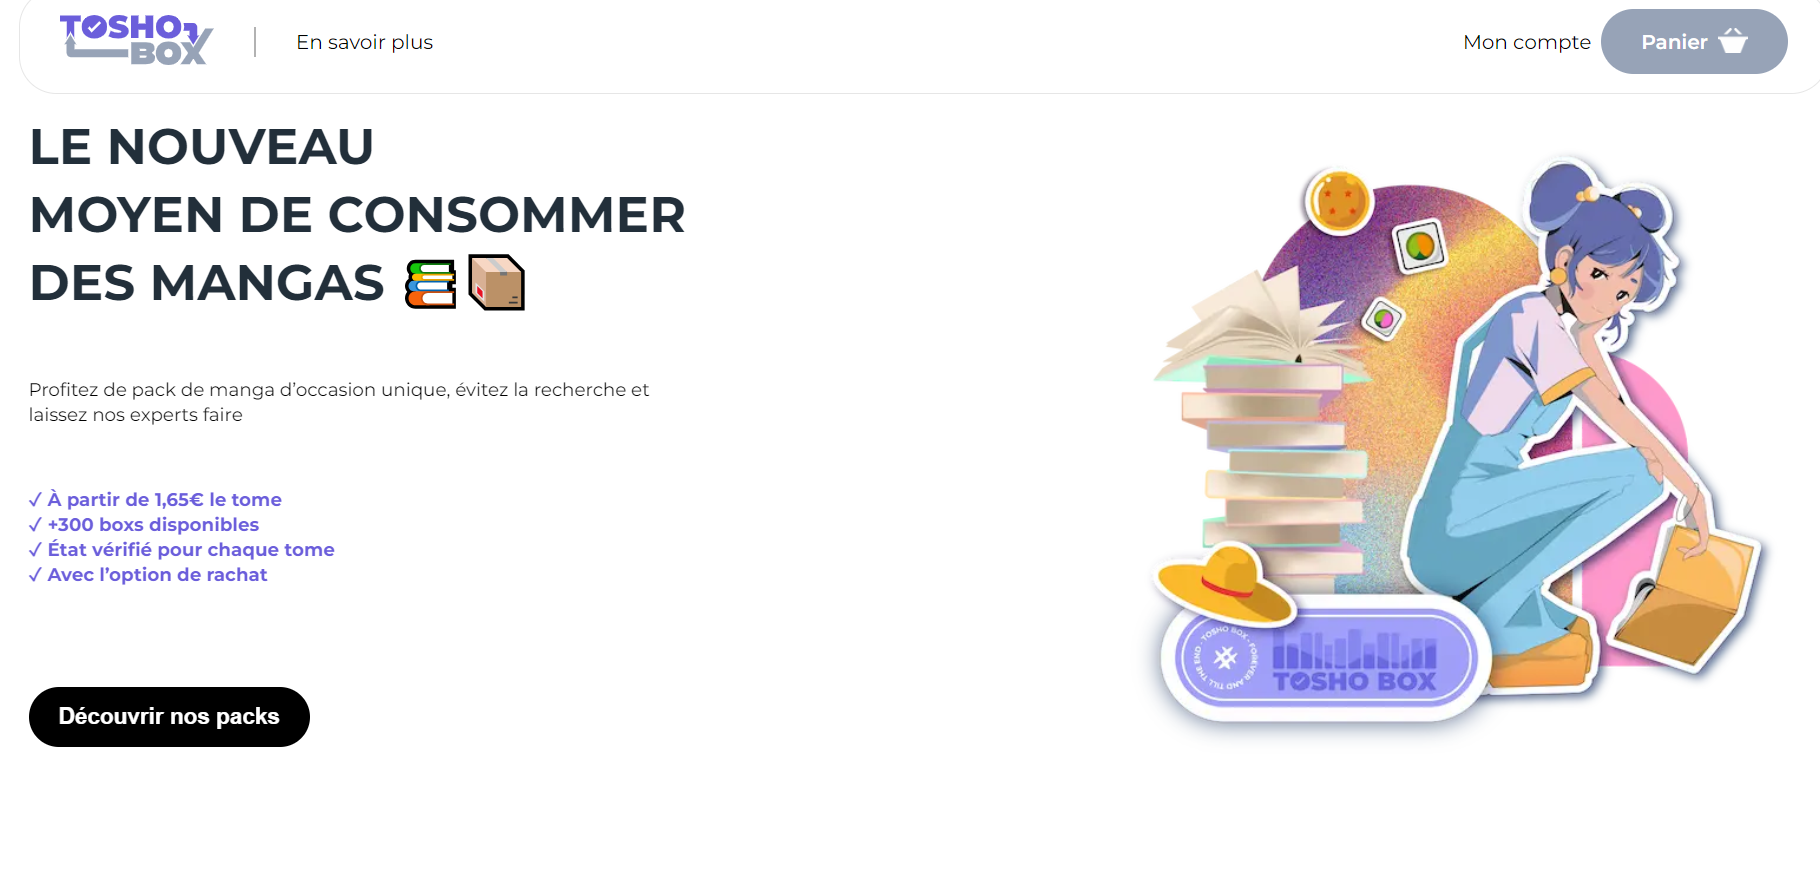 TOSHO
BOX
En savoir plus
Mon compte
Panier
LE NOUVEAU
MOYEN DE CONSOMMER
DES MANGAS
Profitez de pack de manga d’occasion unique, évitez la recherche et
laissez nos experts faire
✓ À partir de 1,65€ le tome
✓ +300 boxs disponibles
✓ État vérifié pour chaque tome
✓ Avec l’option de rachat
Découvrir nos packs
TOSHO BOX • FOREVER AND TILL THE END •
TOSHO BOX